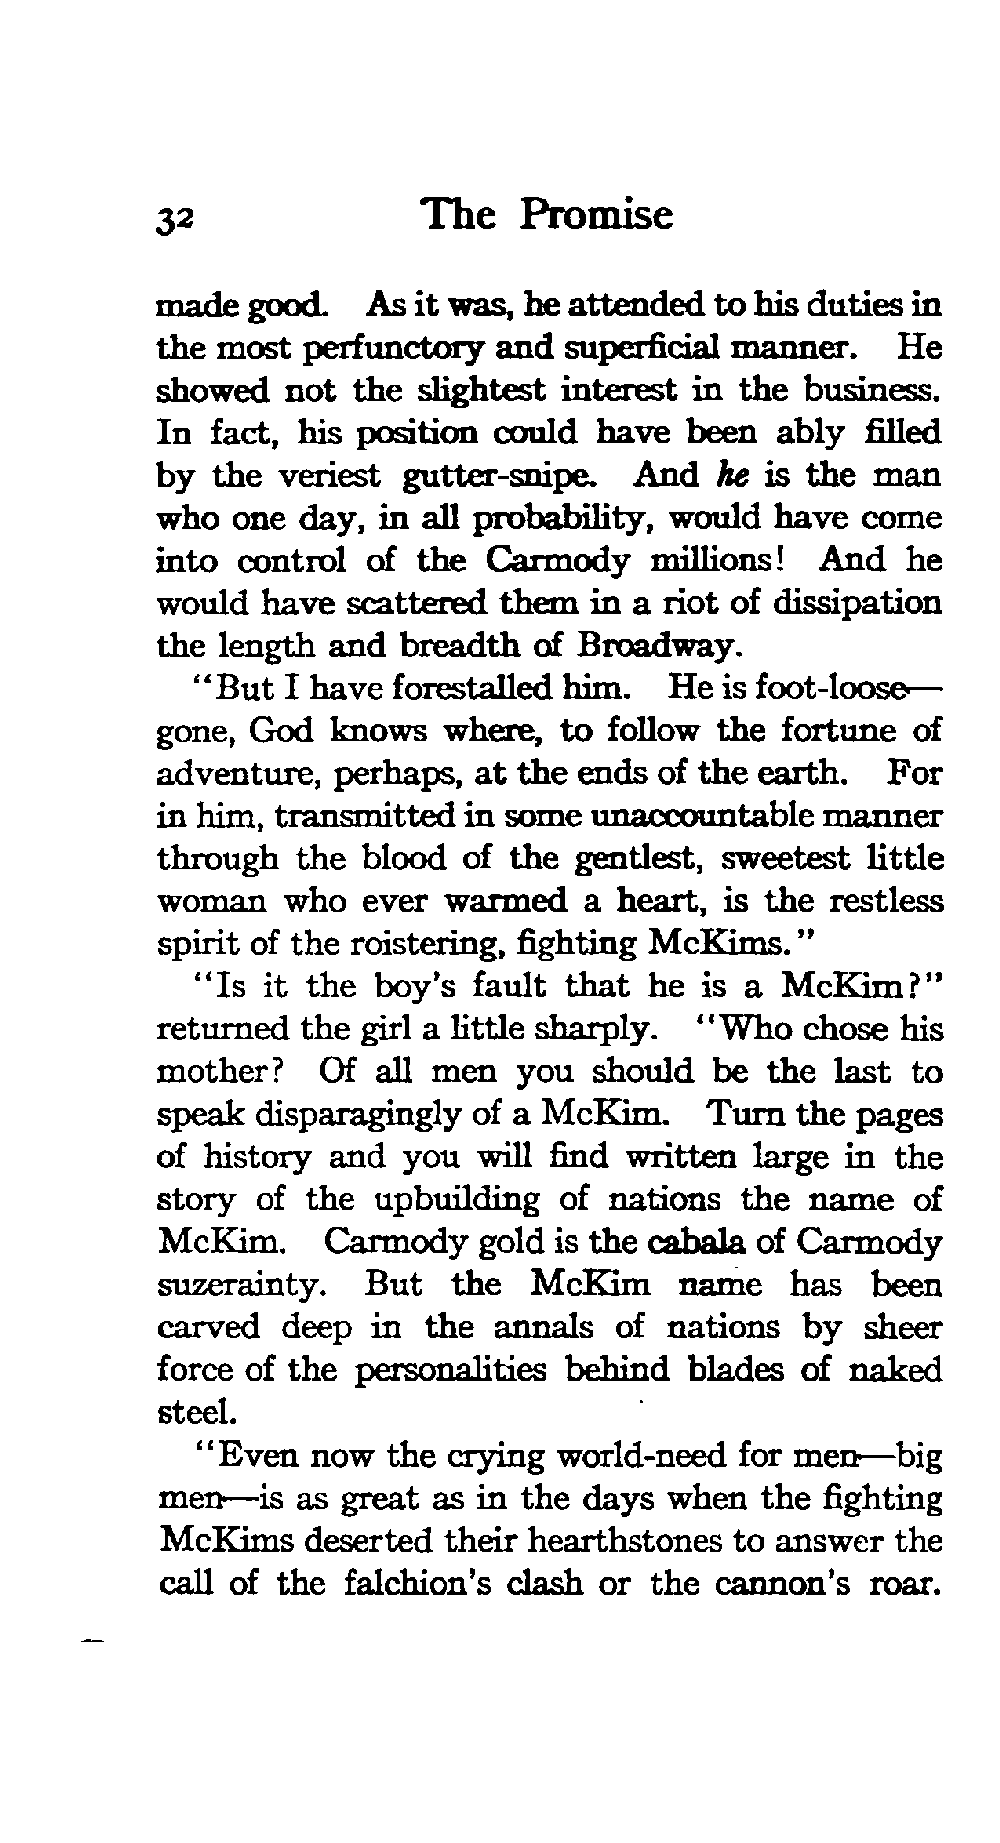 32 The Promise
made good. As it was, he attended to his duties in
the most perfunctory and superficial manner. He
showed not the slightest interest in the business.
In fact, his position could have been ably filled
by the veriest gutter-snipe. And he is the man
who one day, in all probability, would have come
into control of the Carmody millions! And he
would have scattered them in a riot of dissipation
the length and breadth of Broadway.
"But I have forestalled him. He is foot-loose—
gone, God knows where, to follow the fortune of
adventure, perhaps, at the ends of the earth. For
in him, transmitted in some unaccountable manner
through the blood of the gentlest, sweetest little
woman who ever warmed a heart, is the restless
spirit of the roistering, fighting McKims."
"Is it the boy's fault that he is a McKim?"
returned the girl a little sharply. "Who chose his
mother? Of all men you should be the last to
speak disparagingly of a McKim. Turn the pages
of history and you will find written large in the
story of the upbuilding of nations the name of
McKim. Carmody gold is the cabala of Carmody
suzerainty. But the McKim name has been
carved deep in the annals of nations by sheer
force of the personalities behind blades of naked
steel.
"Even now the crying world-need for men—big
men—is as great as in the days when the fighting
McKims deserted their hearthstones to answer the
call of the falchion's clash or the cannon's roar.